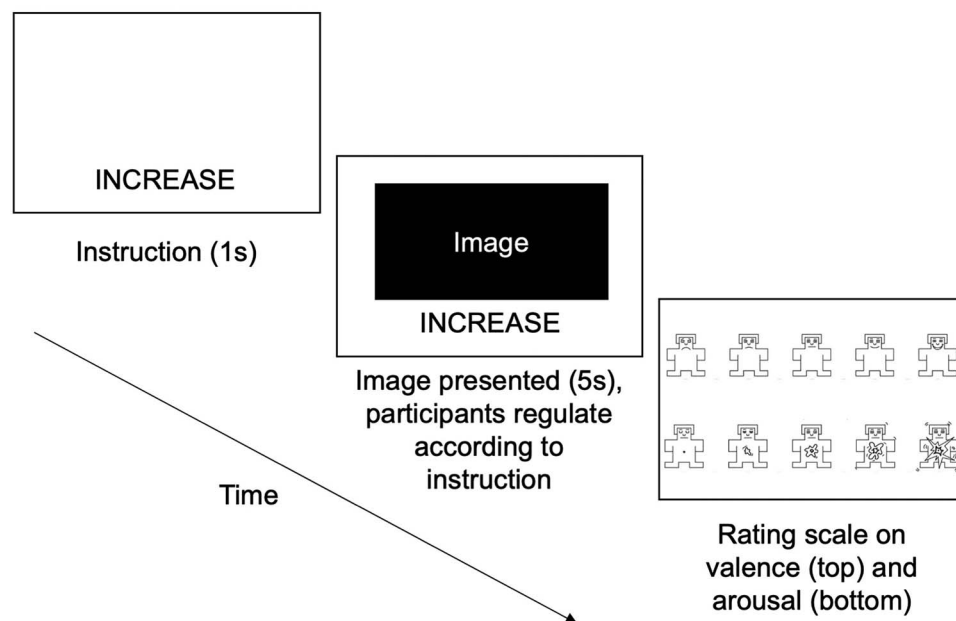 INCREASE
Instruction (1s)
Image
INCREASE
Image presented (5s),
participants regulate
according to
instruction
Time
Rating scale on
valence (top) and
arousal (bottom)